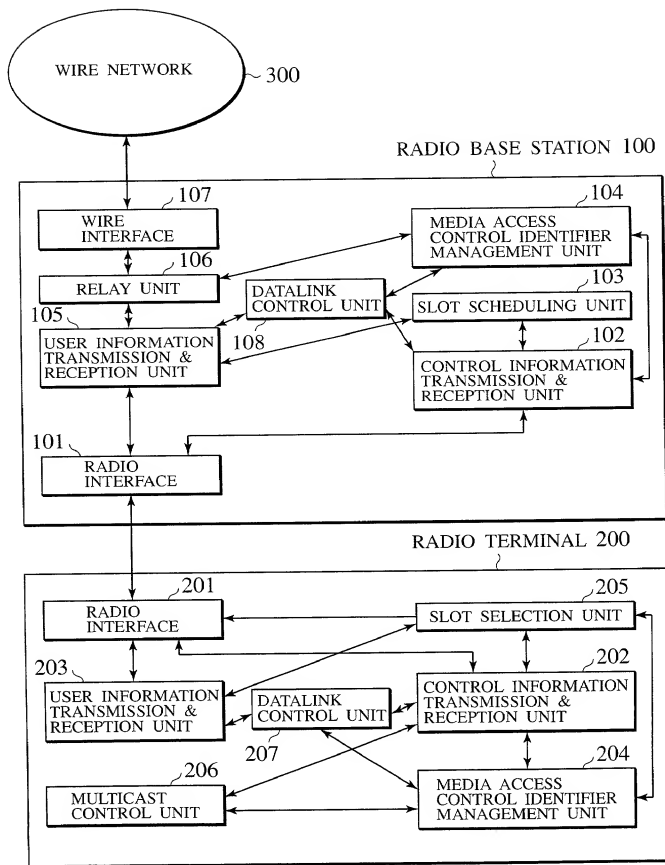 WIRE NETWORK
300
RADIO BASE STATION 100
107
WIRE
INTERFACE
104
MEDIA ACCESS
CONTROL IDENTIFIER
MANAGEMENT UNIT
106
RELAY UNIT
DATALINK
CONTROL UNIT
108
103
SLOT SCHEDULING UNIT
105
USER INFORMATION
TRANSMISSION &
RECEPTION UNIT
102
CONTROL INFORMATION
TRANSMISSION &
RECEPTION UNIT
101
RADIO
INTERFACE
RADIO TERMINAL 200
201
RADIO
INTERFACE
205
SLOT SELECTION UNIT
203
USER INFORMATION
TRANSMISSION &
RECEPTION UNIT
DATALINK
CONTROL UNIT
207
202
CONTROL INFORMATION
TRANSMISSION &
RECEPTION UNIT
206
MULTICAST
CONTROL UNIT
204
MEDIA ACCESS
CONTROL IDENTIFIER
MANAGEMENT UNIT